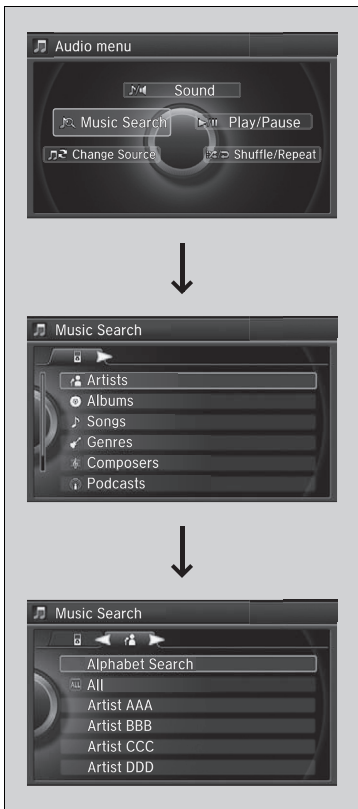 Audio menu
Sound
Music Search
Play/Pause
Change Source
Shuffle/Repeat
Music Search
Artists
Albums
Songs
Genres
Composers
Podcasts
Music Search
Alphabet Search
ALL All
Artist AAA
Artist BBB
Artist CCC
Artist DDD